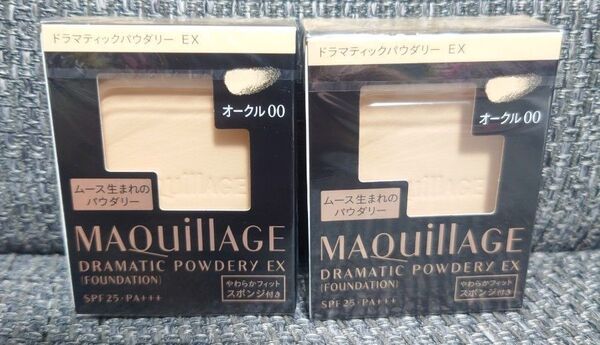 ドラマティックパウダリー EX
オークル00
ムース生まれの
パウダリー
MAQuillAGE
DRAMATIC POWDERY EX
(FOUNDATION)
SPF25・PA+++
やわらかフィット
スポンジ付き
ドラマティックパウダリー EX
オークル00
ムース生まれの
パウダリー
MAQuillAGE
DRAMATIC POWDERY EX
(FOUNDATION)
SPF25・PA+++
やわらかフィット
スポンジ付き